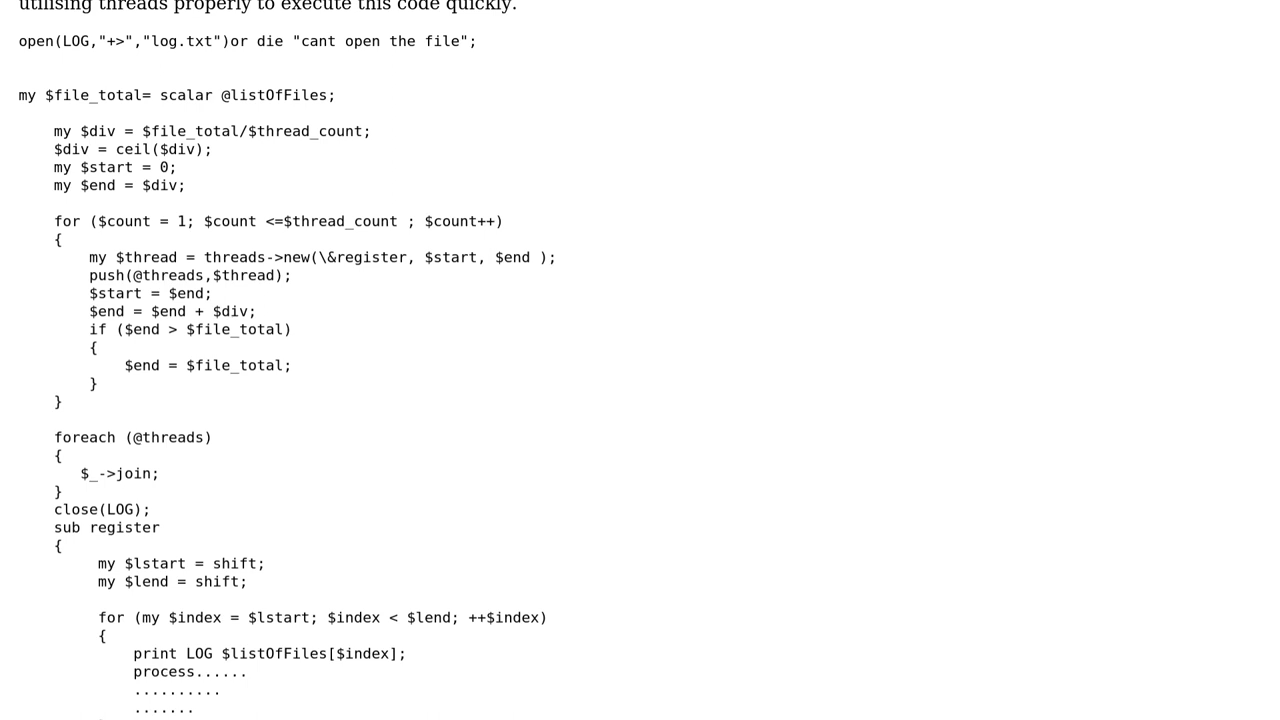 utilising threads properly to execute this code quickly.
open(LOG,"+>","log.txt")or die "cant open the file";
my $file_total= scalar @listOfFiles;
my $div = $file_total/$thread_count;
$div = ceil($div);
my $start = 0;
my $end = $div;
for ($count = 1; $count <=$thread_count ; $count++)
{
my $thread = threads->new(\&register, $start, $end );
push(@threads,$thread);
$start = $end;
$end = $end + $div;
if ($end > $file_total)
{
$end = $file_total;
}
}
foreach (@threads)
{
$_->join;
}
close(LOG);
sub register
{
my $lstart = shift;
my $lend = shift;
for (my $index = $lstart; $index < $lend; ++$index)
{
print LOG $listOfFiles[$index];
process......
..........
.......